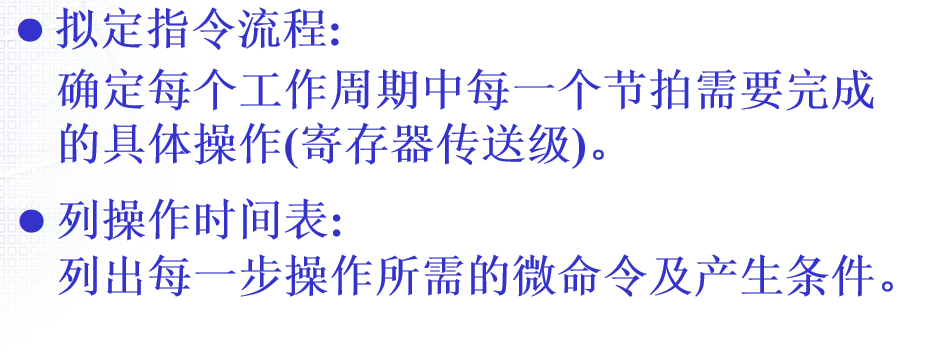 ● 拟定指令流程:
确定每个工作周期中每一个节拍需要完成
的具体操作(寄存器传送级)。
● 列操作时间表:
列出每一步操作所需的微命令及产生条件。